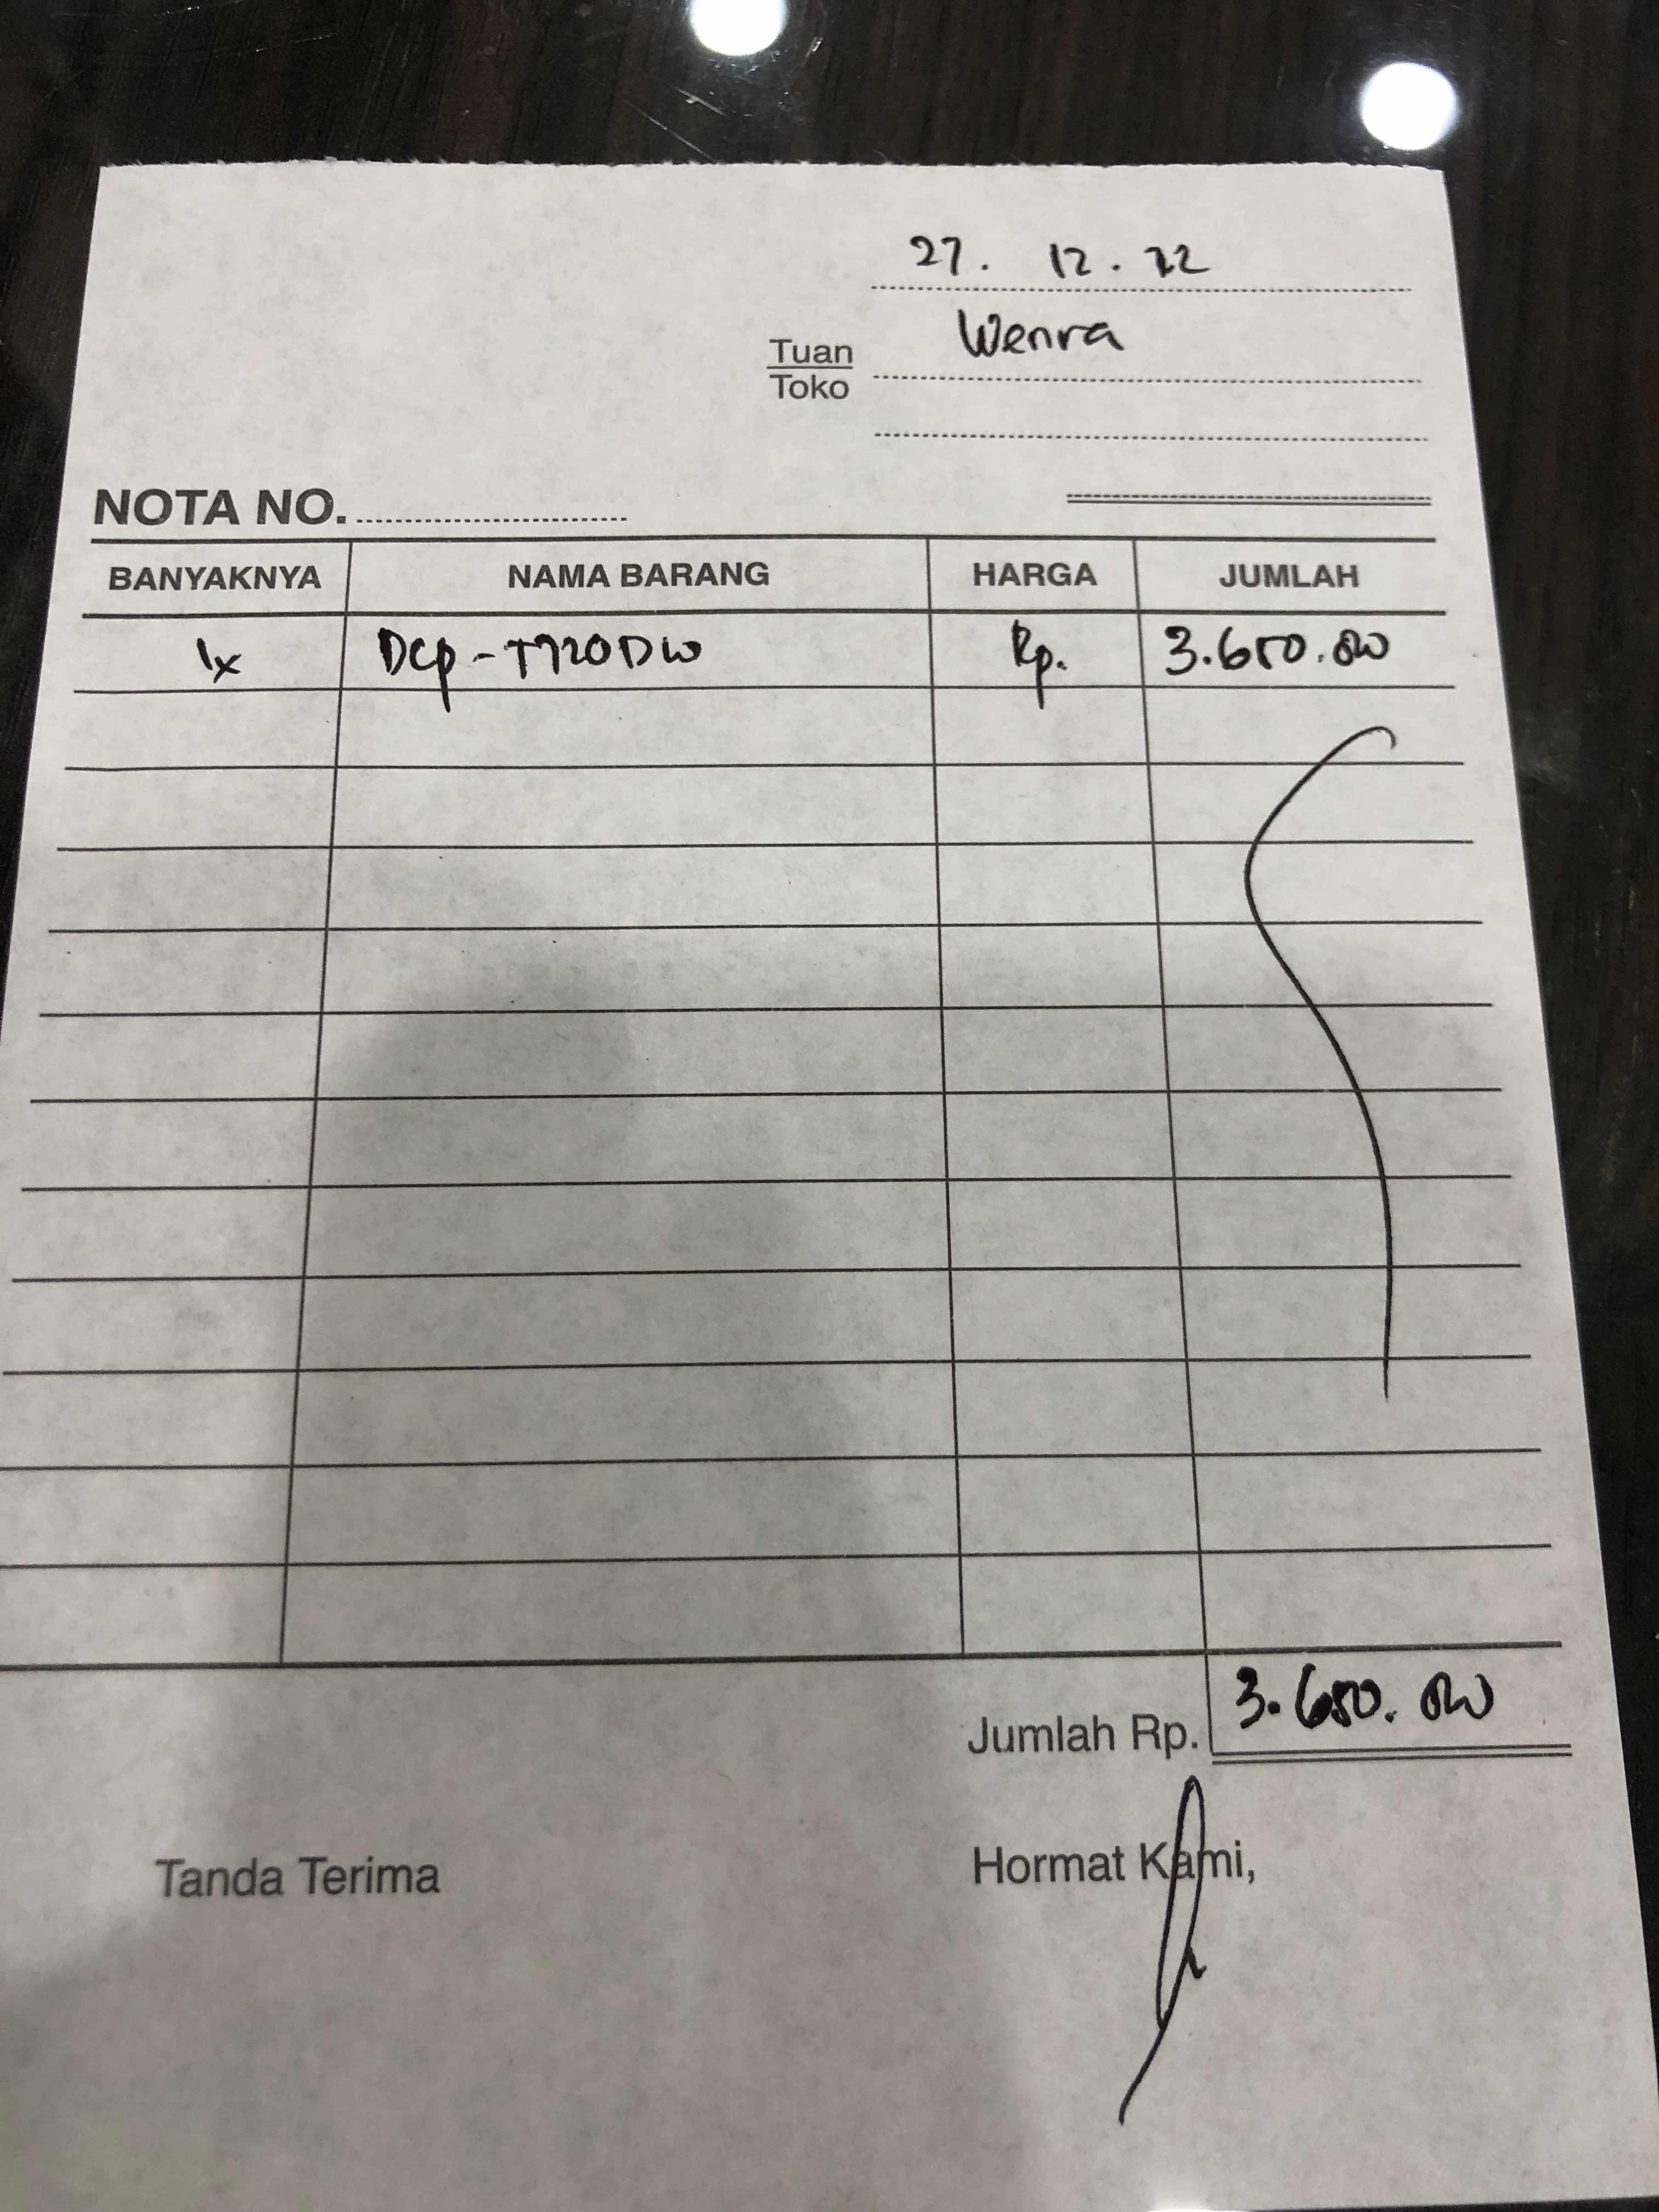 27. 12. 22
Tuan
Toko
Wenra
NOTA NO.
BANYAKNYA NAMA BARANG HARGA JUMLAH
1x DCP-T720DW Rp. 3.650.000
Jumlah Rp. 3.650.000
Tanda Terima Hormat Kami,